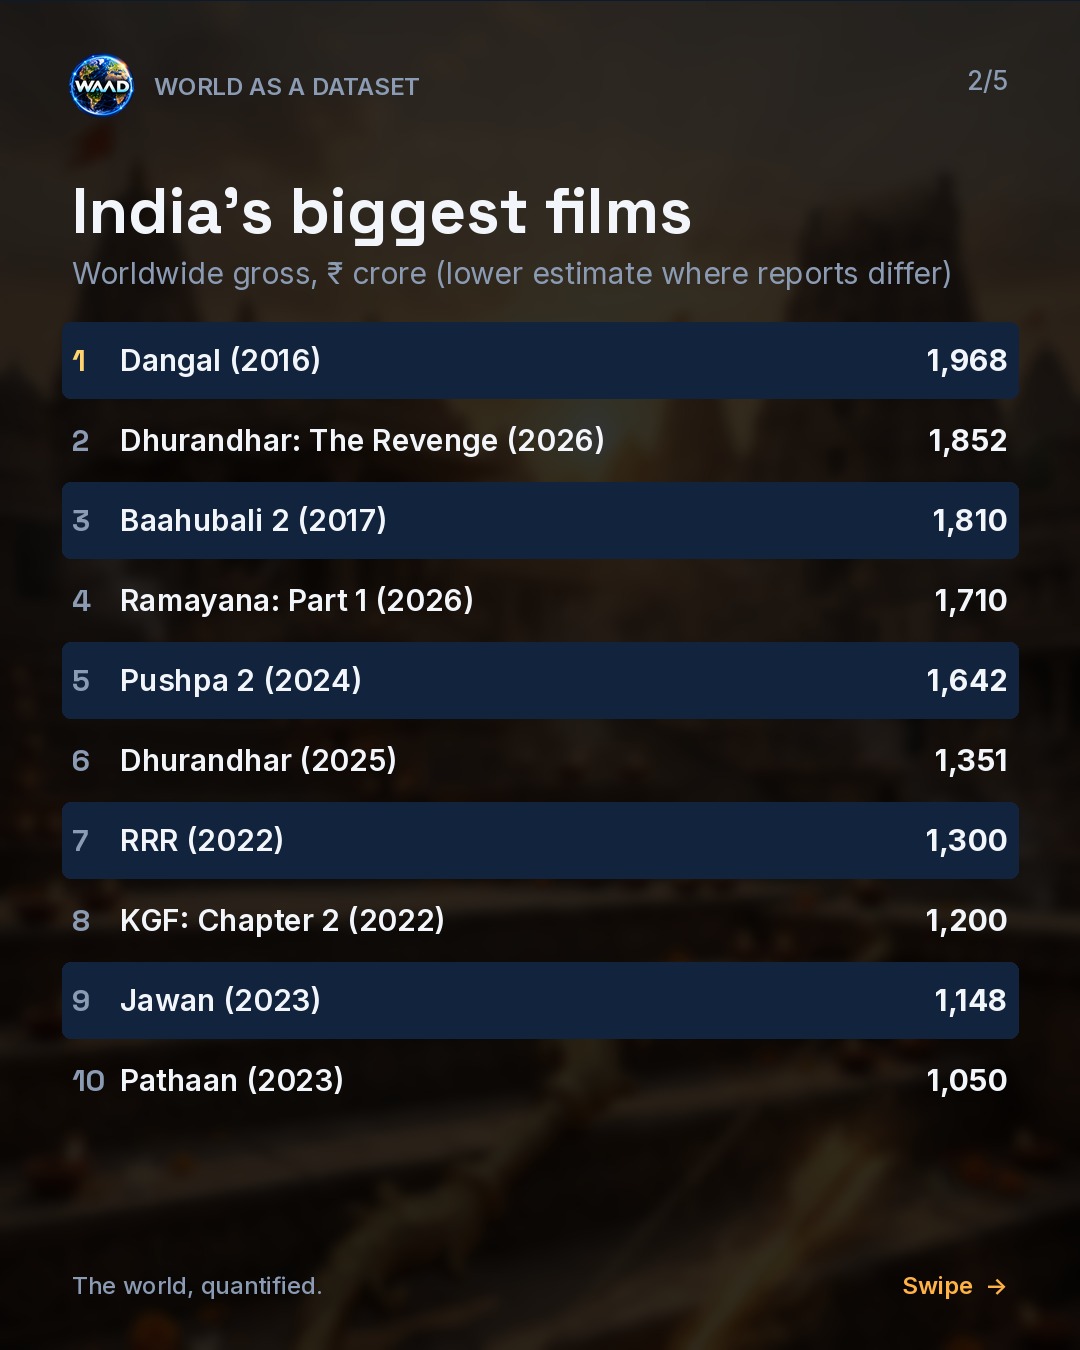 WAAD
WORLD AS A DATASET
2/5
India’s biggest films
Worldwide gross, ₹ crore (lower estimate where reports differ)
1 Dangal (2016) 1,968
2 Dhurandhar: The Revenge (2026) 1,852
3 Baahubali 2 (2017) 1,810
4 Ramayana: Part 1 (2026) 1,710
5 Pushpa 2 (2024) 1,642
6 Dhurandhar (2025) 1,351
7 RRR (2022) 1,300
8 KGF: Chapter 2 (2022) 1,200
9 Jawan (2023) 1,148
10 Pathaan (2023) 1,050
The world, quantified.
Swipe →